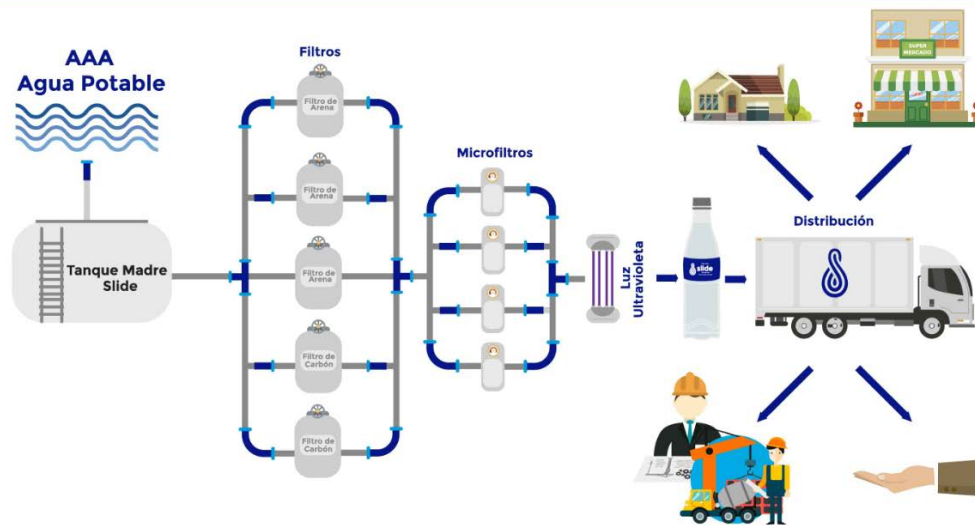 AAA
Agua Potable
Tanque Madre
Slide
Filtros
Filtro de
Arena
Filtro de
Arena
Filtro de
Arena
Filtro de
Carbón
Filtro de
Carbón
Microfiltros
Luz
Ultravioleta
slide
Distribución
SUPER
MERCADO